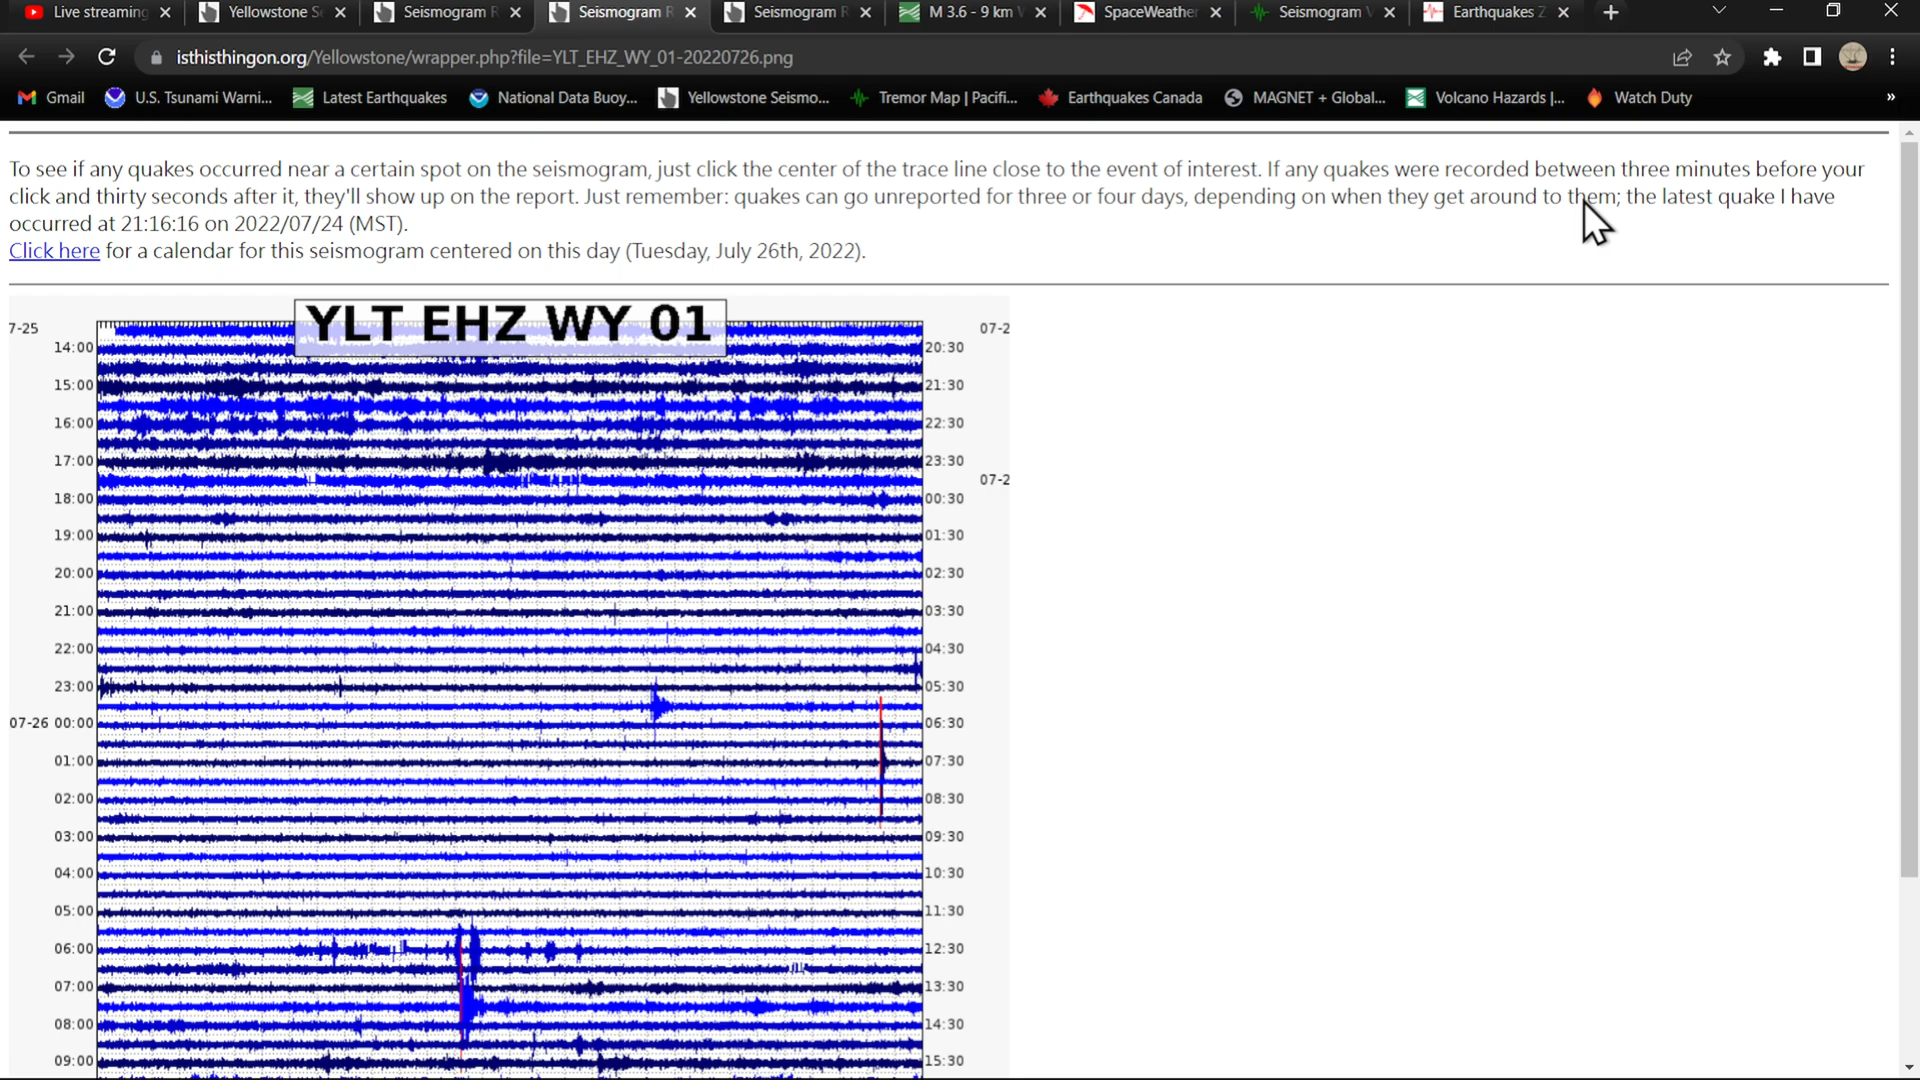 Live streaming
Yellowstone S
Seismogram R
Seismogram R
Seismogram R
M 3.6 - 9 km
SpaceWeather
Seismogram
Earthquakes
isthisthingon.org/Yellowstone/wrapper.php?file=YLT_EHZ_WY_01-20220726.png
Gmail
U.S. Tsunami Warni...
Latest Earthquakes
National Data Buoy...
Yellowstone Seismo...
Tremor Map | Pacifi...
Earthquakes Canada
MAGNET + Global...
Volcano Hazards |...
Watch Duty
»
To see if any quakes occurred near a certain spot on the seismogram, just click the center of the trace line close to the event of interest. If any quakes were recorded between three minutes before your
click and thirty seconds after it, they'll show up on the report. Just remember: quakes can go unreported for three or four days, depending on when they get around to them; the latest quake I have
occurred at 21:16:16 on 2022/07/24 (MST).
Click here for a calendar for this seismogram centered on this day (Tuesday, July 26th, 2022).
YLT EHZ WY 01
7-25 07-2
14:00 20:30
15:00 21:30
16:00 22:30
17:00 23:30
07-2
18:00 00:30
19:00 01:30
20:00 02:30
21:00 03:30
22:00 04:30
23:00 05:30
07-26 00:00 06:30
01:00 07:30
02:00 08:30
03:00 09:30
04:00 10:30
05:00 11:30
06:00 12:30
07:00 13:30
08:00 14:30
09:00 15:30